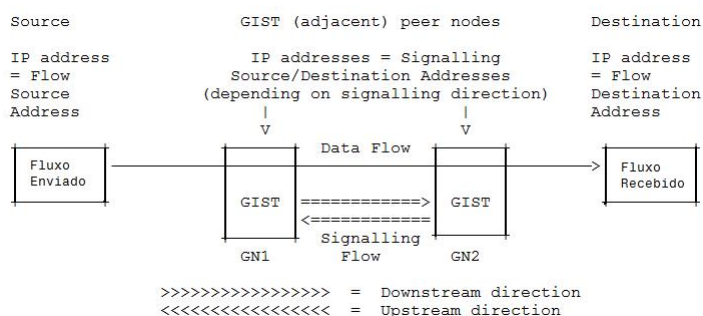 Source GIST (adjacent) peer nodes Destination
IP address IP addresses = Signalling IP address
= Flow Source/Destination Addresses = Flow
Source (depending on signalling direction) Destination
Address | | Address
V V
Data Flow
Fluxo Enviado
GIST ============> GIST
<============
Fluxo Recebido
Signalling
GN1 Flow GN2
>>>>>>>>>>>>>>>>> = Downstream direction
<<<<<<<<<<<<<<<<< = Upstream direction